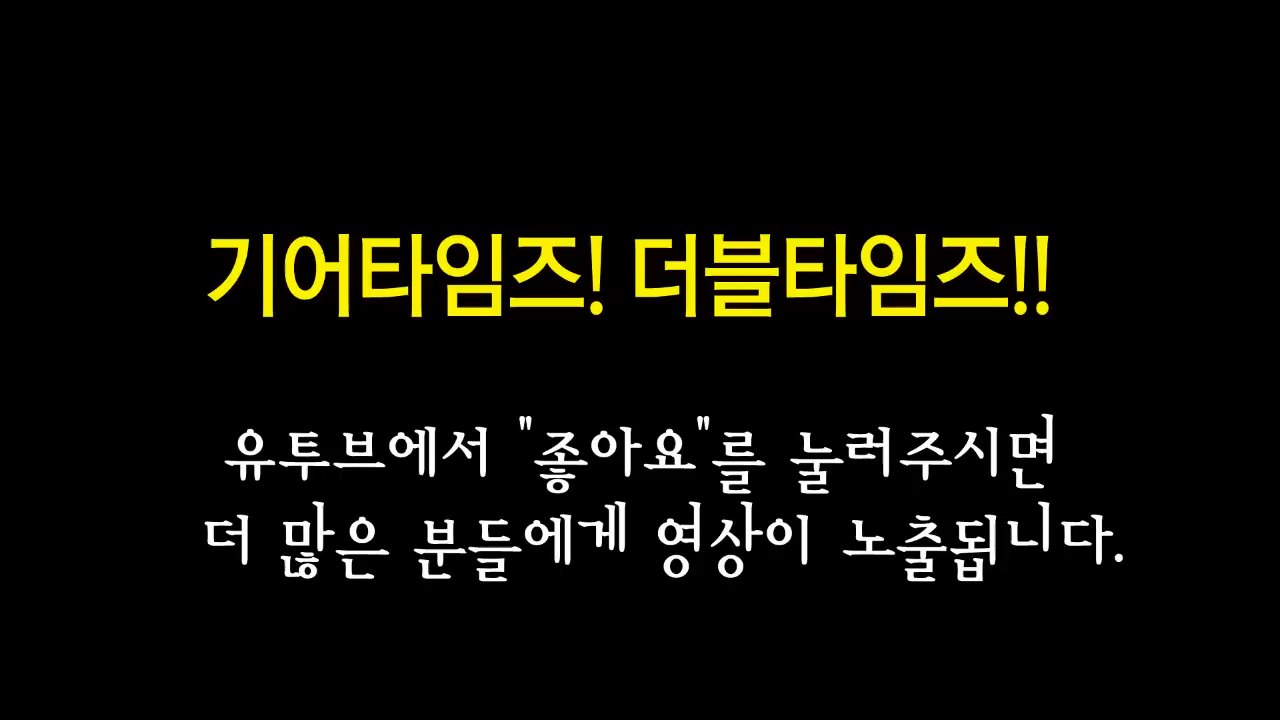 기어타임즈! 더블타임즈!!
유투브에서 "좋아요"를 눌러주시면
더 많은 분들에게 영상이 노출됩니다.